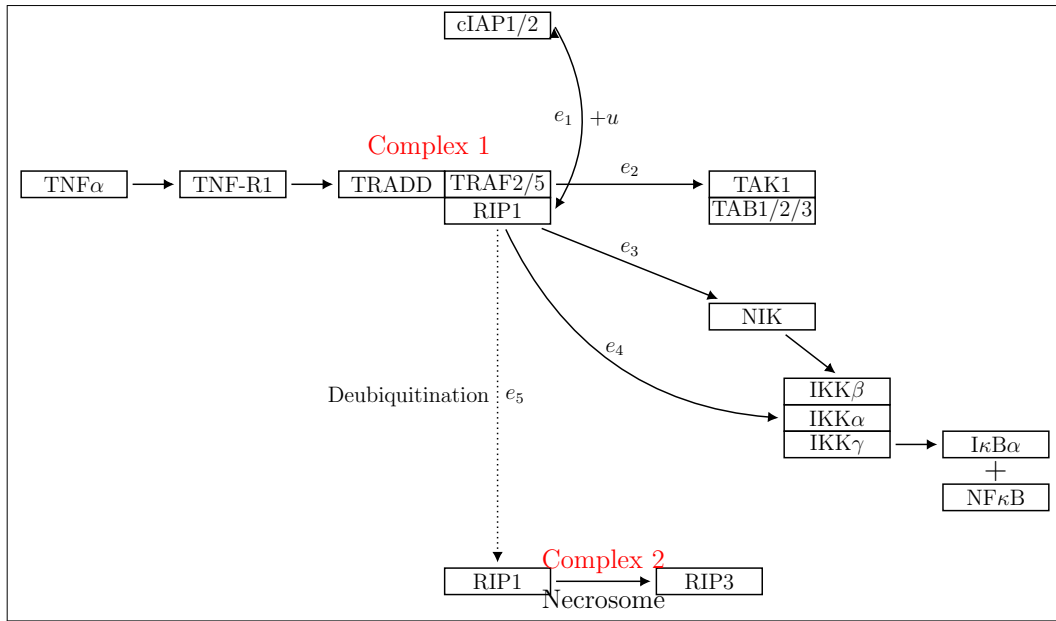 cIAP1/2
e1 +u
Complex 1
TNFα TNF-R1 TRADD TRAF2/5 e2 TAK1
RIP1 TAB1/2/3
e3
NIK
e4
Deubiquitination e5
IKKβ
IKKα
IKKγ IκBα
+
NFκB
Complex 2
RIP1 RIP3
Necrosome